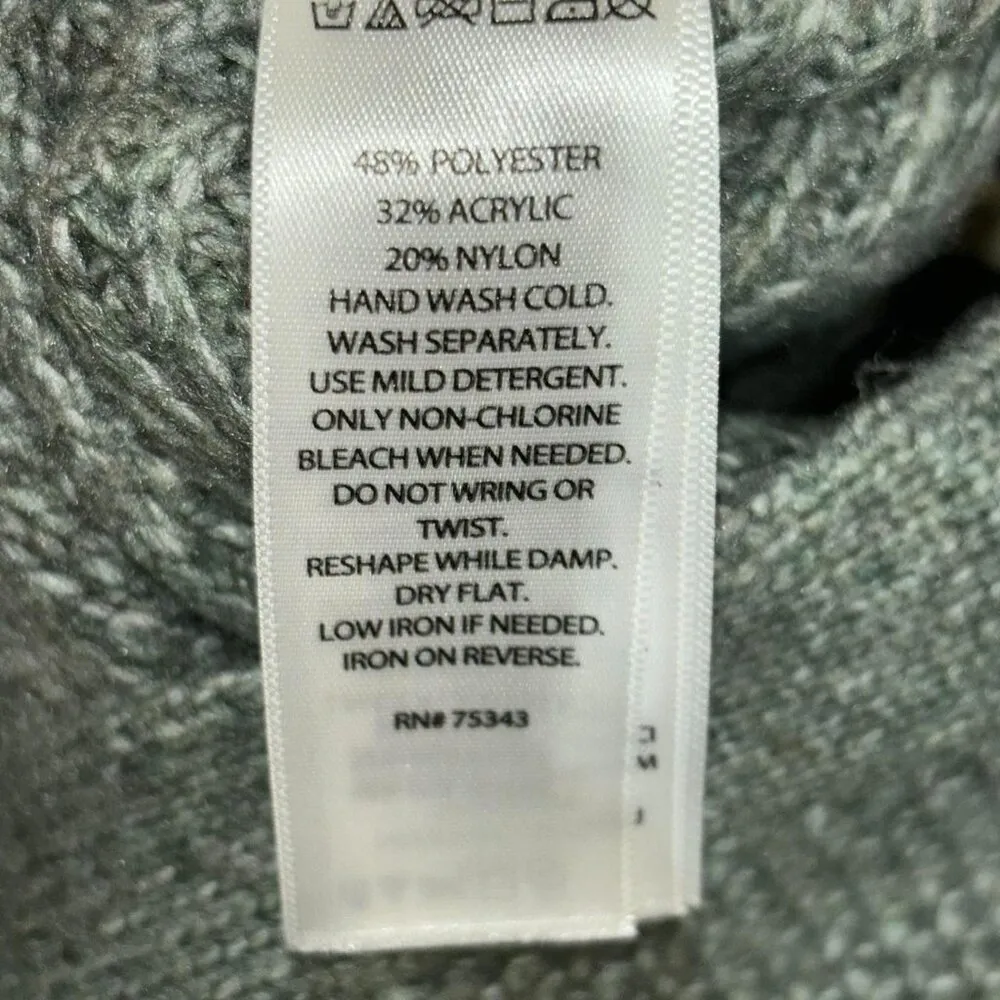 48% POLYESTER
32% ACRYLIC
20% NYLON
HAND WASH COLD.
WASH SEPARATELY.
USE MILD DETERGENT.
ONLY NON-CHLORINE
BLEACH WHEN NEEDED.
DO NOT WRING OR
TWIST.
RESHAPE WHILE DAMP.
DRY FLAT.
LOW IRON IF NEEDED.
IRON ON REVERSE.
RN# 75343